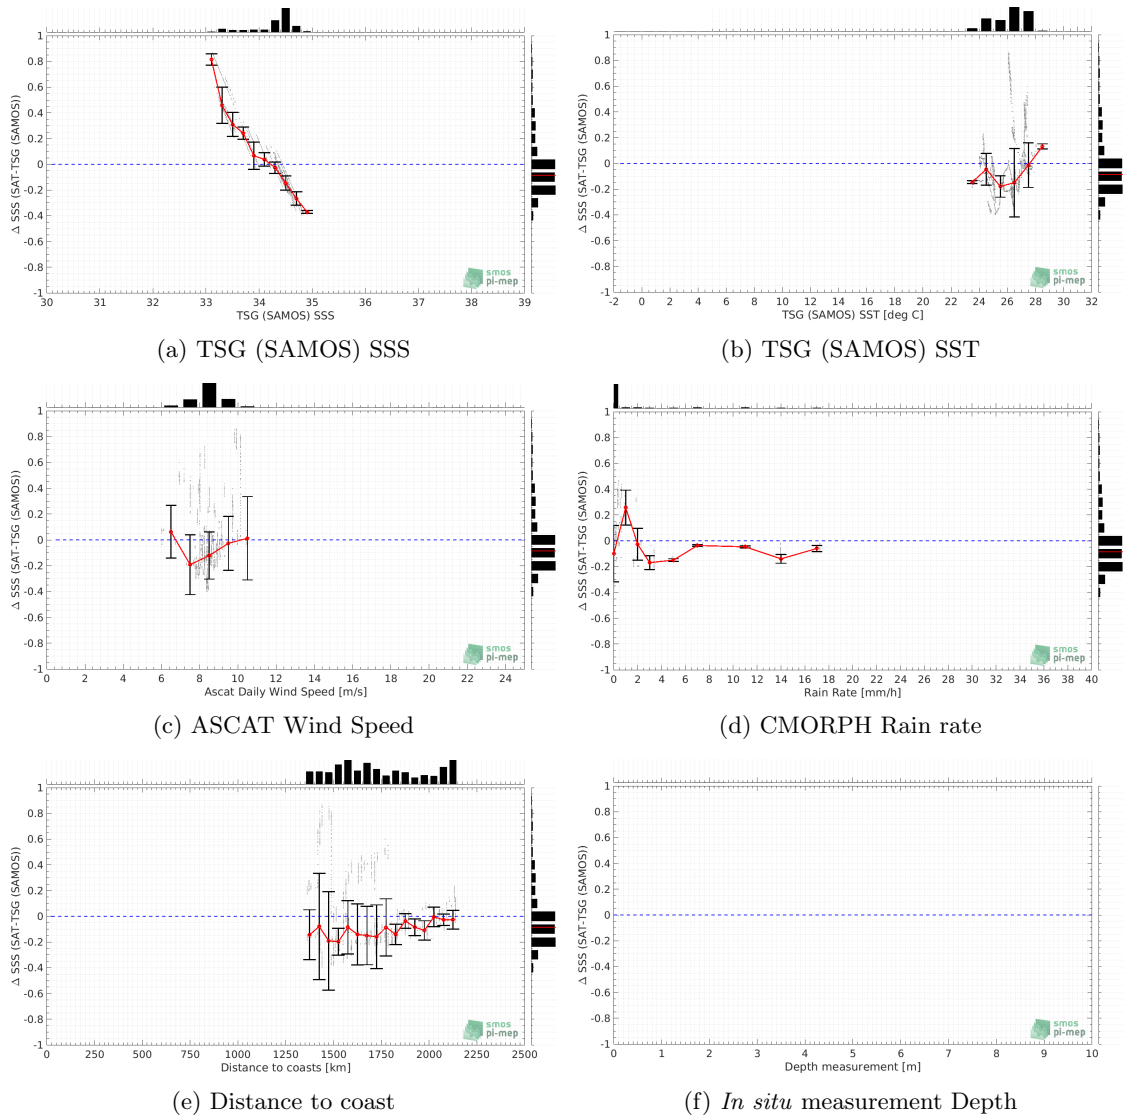 1
0.8
0.6
0.4
0.2
0
-0.2
-0.4
-0.6
-0.8
-1
Δ SSS (SAT-TSG (SAMOS))
30 31 32 33 34 35 36 37 38 39
TSG (SAMOS) SSS
smos
pi-mep
(a) TSG (SAMOS) SSS
1
0.8
0.6
0.4
0.2
0
-0.2
-0.4
-0.6
-0.8
-1
Δ SSS (SAT-TSG (SAMOS))
-2 0 2 4 6 8 10 12 14 16 18 20 22 24 26 28 30 32
TSG (SAMOS) SST [deg C]
smos
pi-mep
(b) TSG (SAMOS) SST
1
0.8
0.6
0.4
0.2
0
-0.2
-0.4
-0.6
-0.8
-1
Δ SSS (SAT-TSG (SAMOS))
0 2 4 6 8 10 12 14 16 18 20 22 24
Ascat Daily Wind Speed [m/s]
smos
pi-mep
(c) ASCAT Wind Speed
1
0.8
0.6
0.4
0.2
0
-0.2
-0.4
-0.6
-0.8
-1
Δ SSS (SAT-TSG (SAMOS))
0 2 4 6 8 10 12 14 16 18 20 22 24 26 28 30 32 34 36 38 40
Rain Rate [mm/h]
smos
pi-mep
(d) CMORPH Rain rate
1
0.8
0.6
0.4
0.2
0
-0.2
-0.4
-0.6
-0.8
-1
Δ SSS (SAT-TSG (SAMOS))
0 250 500 750 1000 1250 1500 1750 2000 2250 2500
Distance to coasts [km]
smos
pi-mep
(e) Distance to coast
1
0.8
0.6
0.4
0.2
0
-0.2
-0.4
-0.6
-0.8
-1
Δ SSS (SAT-TSG (SAMOS))
0 1 2 3 4 5 6 7 8 9 10
Depth measurement [m]
smos
pi-mep
(f) In situ measurement Depth